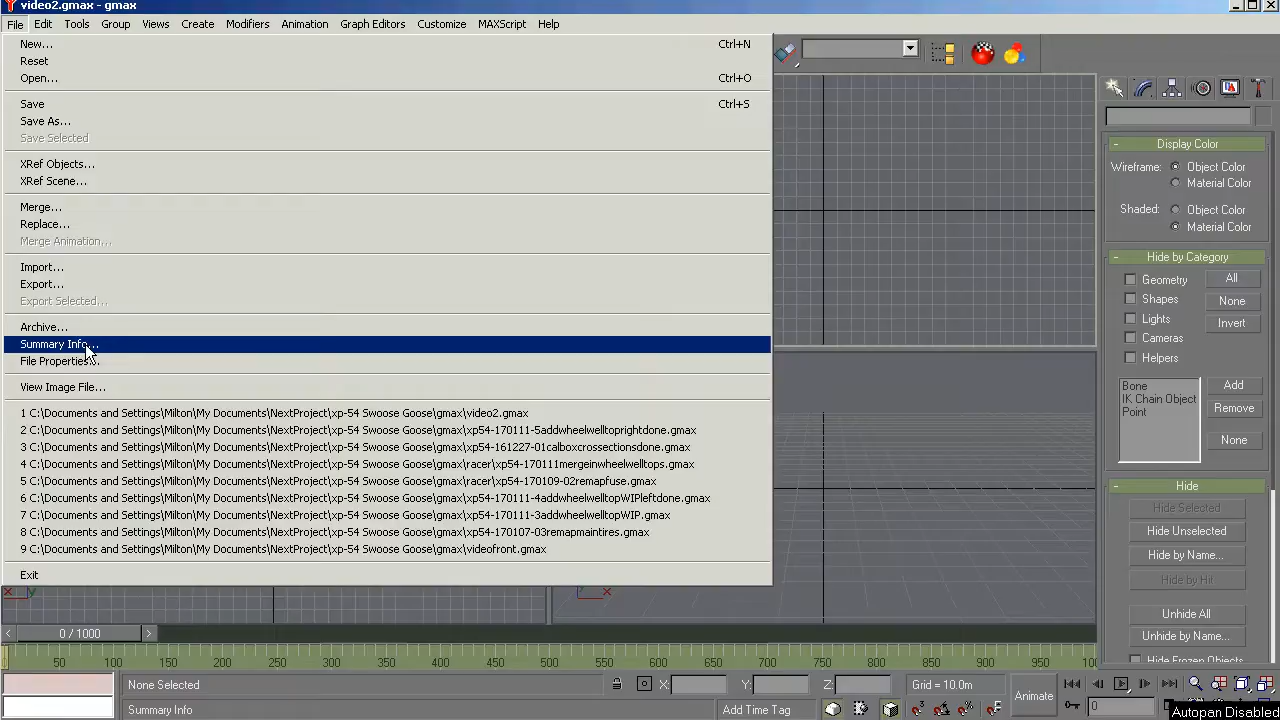 video2.gmax - gmax
File Edit Tools Group Views Create Modifiers Animation Graph Editors Customize MAXScript Help
New... Ctrl+N
Reset
Open... Ctrl+O
Save Ctrl+S
Save As...
Save Selected
XRef Objects...
XRef Scene...
Merge...
Replace...
Merge Animation...
Import...
Export...
Export Selected...
Archive...
Summary Info...
File Properties...
View Image File...
1 C:\Documents and Settings\Milton\My Documents\NextProject\xp-54 Swoose Goose\gmax\video2.gmax
2 C:\Documents and Settings\Milton\My Documents\NextProject\xp-54 Swoose Goose\gmax\xp54-170111-5addwheelwelltoprightdone.gmax
3 C:\Documents and Settings\Milton\My Documents\NextProject\xp-54 Swoose Goose\gmax\xp54-161227-01calboxcrossectionsdone.gmax
4 C:\Documents and Settings\Milton\My Documents\NextProject\xp-54 Swoose Goose\gmax\racer\xp54-170111mergeinwheelwelltops.gmax
5 C:\Documents and Settings\Milton\My Documents\NextProject\xp-54 Swoose Goose\gmax\racer\xp54-170109-02remapfuse.gmax
6 C:\Documents and Settings\Milton\My Documents\NextProject\xp-54 Swoose Goose\gmax\xp54-170111-4addwheelwelltopWIPleftdone.gmax
7 C:\Documents and Settings\Milton\My Documents\NextProject\xp-54 Swoose Goose\gmax\xp54-170111-3addwheelwelltopWIP.gmax
8 C:\Documents and Settings\Milton\My Documents\NextProject\xp-54 Swoose Goose\gmax\xp54-170107-03remapmaintires.gmax
9 C:\Documents and Settings\Milton\My Documents\NextProject\xp-54 Swoose Goose\gmax\videofront.gmax
Exit
Display Color
Wireframe: Object Color
Material Color
Shaded: Object Color
Material Color
Hide by Category
Geometry All
Shapes None
Lights Invert
Cameras
Helpers
Bone Add
IK Chain Object Remove
Point
None
Hide
Hide Selected
Hide Unselected
Hide by Name...
Hide by Hit
Unhide All
Unhide by Name...
Hide Frozen Objects
x y y x
< 0 / 1000 >
50 100 150 200 250 300 350 400 450 500 550 600 650 700 750 800 850 900 950
None Selected X: Y: Z: Grid = 10.0m Animate
Summary Info Add Time Tag 0
Autopan Disabled